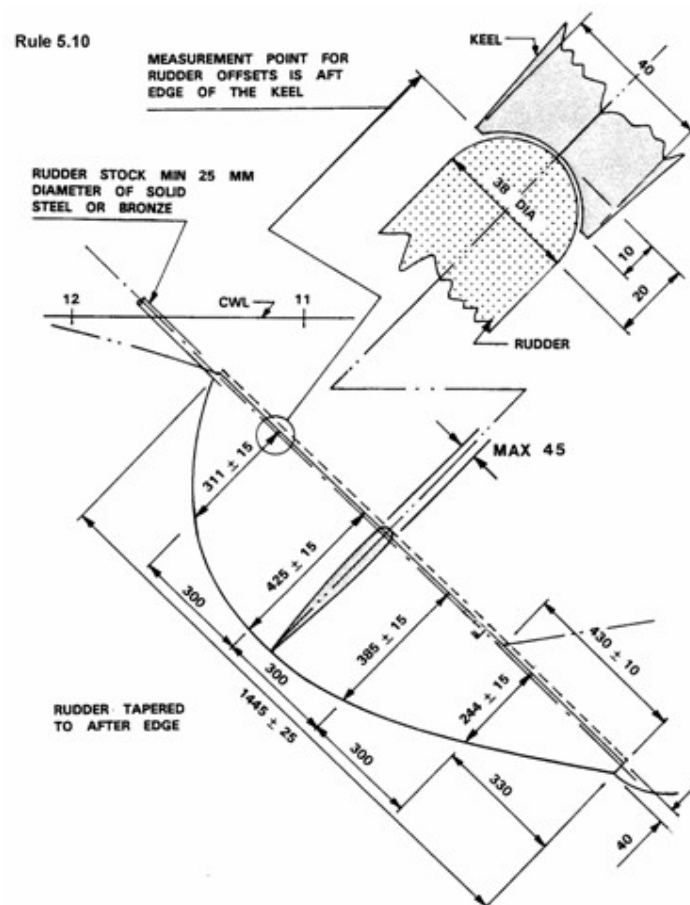 Rule 5.10
MEASUREMENT POINT FOR
RUDDER OFFSETS IS AFT
EDGE OF THE KEEL
KEEL
40
RUDDER STOCK MIN 25 MM
DIAMETER OF SOLID
STEEL OR BRONZE
38 DIA
10
20
RUDDER
12
CWL
11
MAX 45
311 ± 15
425 ± 15
385 ± 15
244 ± 15
430 ± 10
300
300
300
330
1445 ± 25
40
RUDDER TAPERED
TO AFTER EDGE